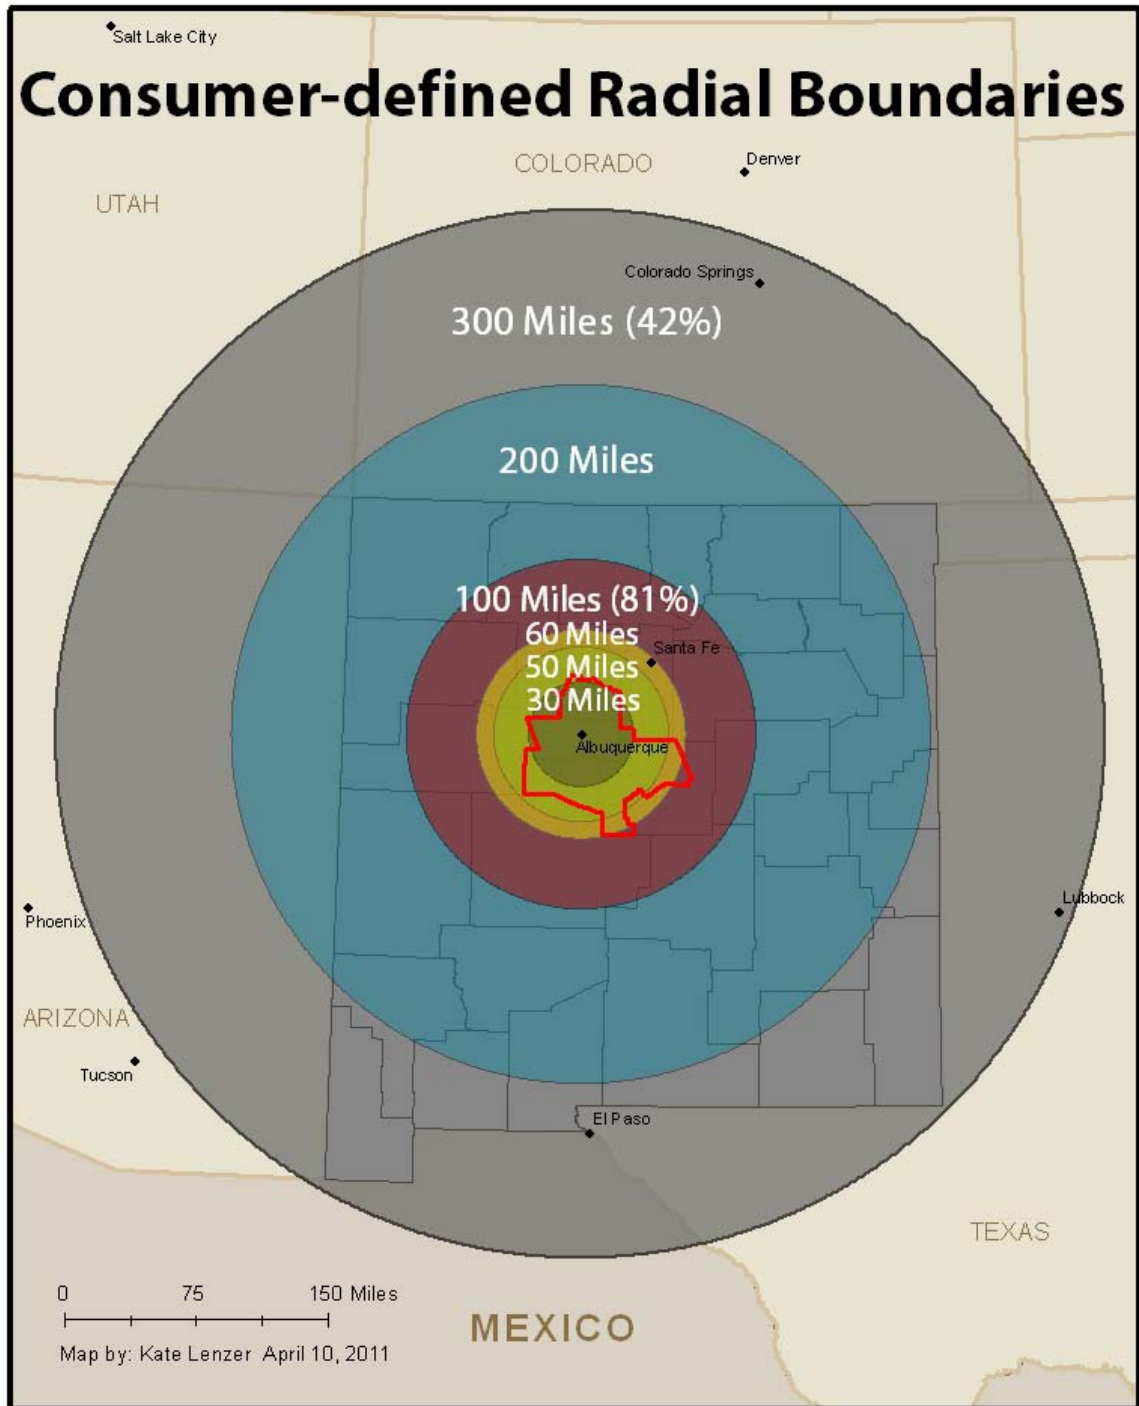 Salt Lake City
Consumer-defined Radial Boundaries
COLORADO
Denver
UTAH
Colorado Springs
300 Miles (42%)
200 Miles
100 Miles (81%)
60 Miles
Santa Fe
50 Miles
30 Miles
Albuquerque
Lubbock
Phoenix
ARIZONA
Tucson
El Paso
TEXAS
0 75 150 Miles
MEXICO
Map by: Kate Lenzer April 10, 2011